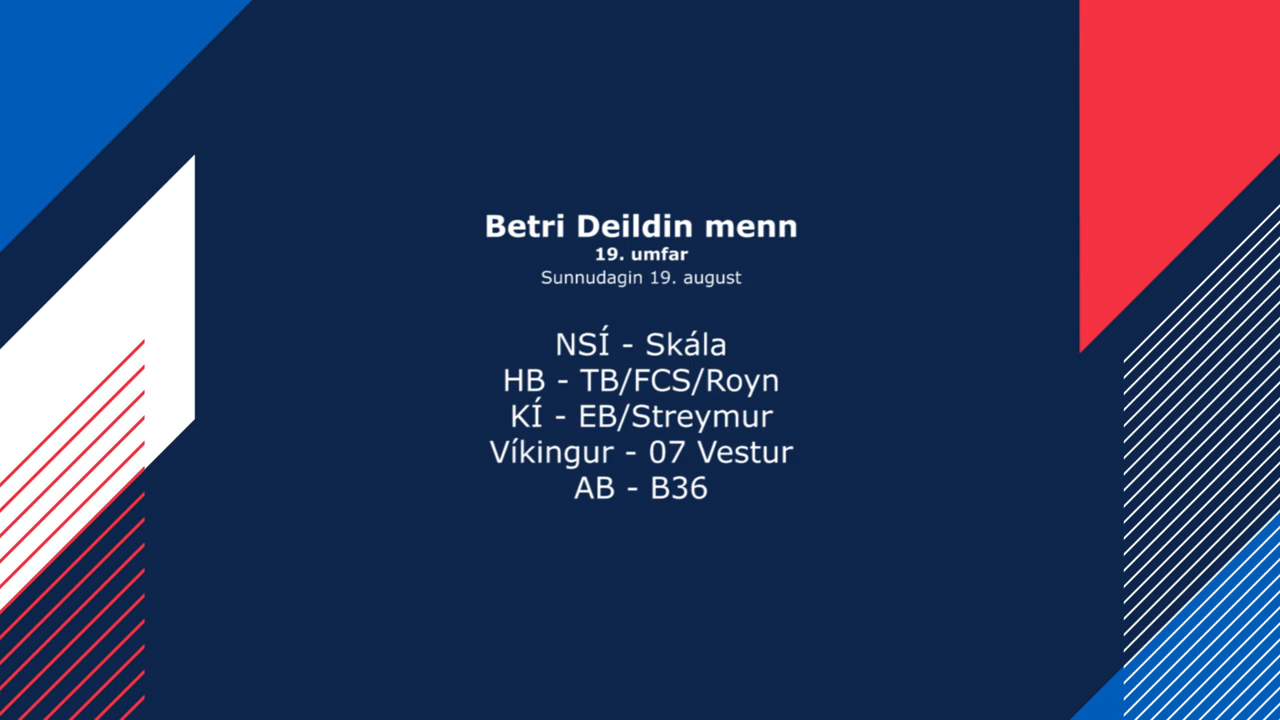 Betri Deildin menn
19. umfar
Sunnudagin 19. august
NSÍ - Skála
HB - TB/FCS/Royn
KÍ - EB/Streymur
Víkingur - 07 Vestur
AB - B36